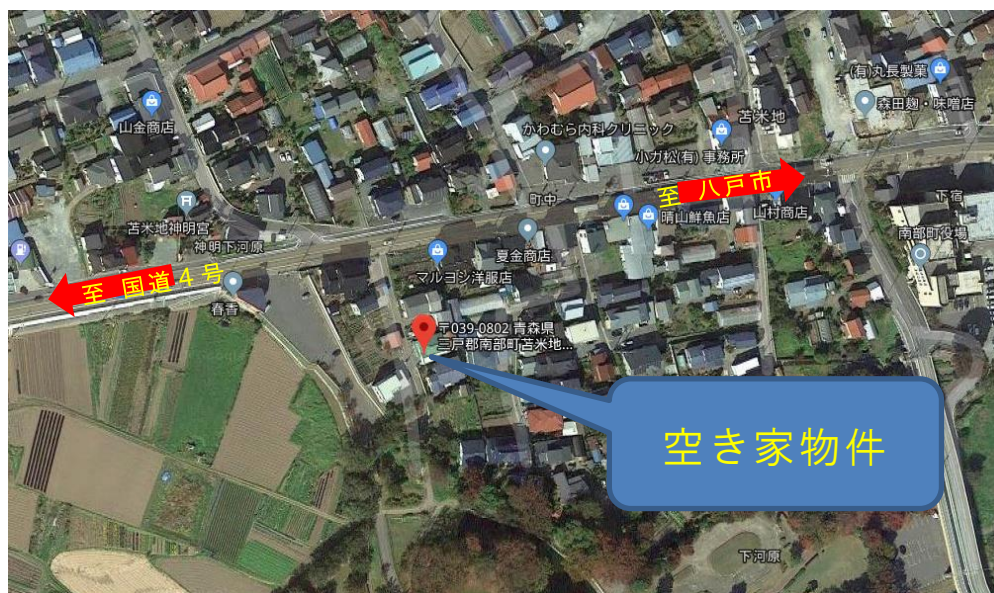 (有)丸長製菓
山金商店
森田麹・味噌店
苫米地
かわむら内科クリニック
小ガ松(有) 事務所
至 八戸市
町中
下宿
苫米地神明宮
晴山鮮魚店
山村商店
南部町役場
神明下河原
夏金商店
マルヨシ洋服店
至 国道4号
春香
〒039-0802 青森県
三戸郡南部町苫米地...
空き家物件
下河原